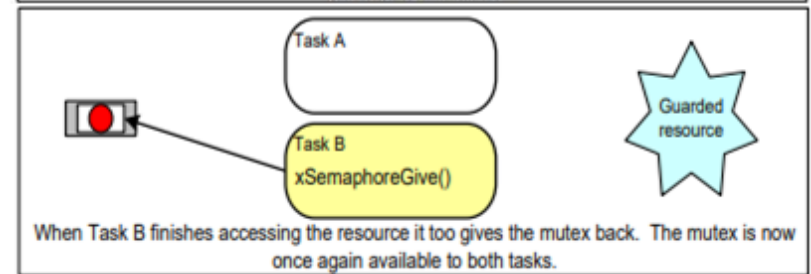 Task A
Guarded
resource
Task B
xSemaphoreGive()
When Task B finishes accessing the resource it too gives the mutex back.  The mutex is now
once again available to both tasks.